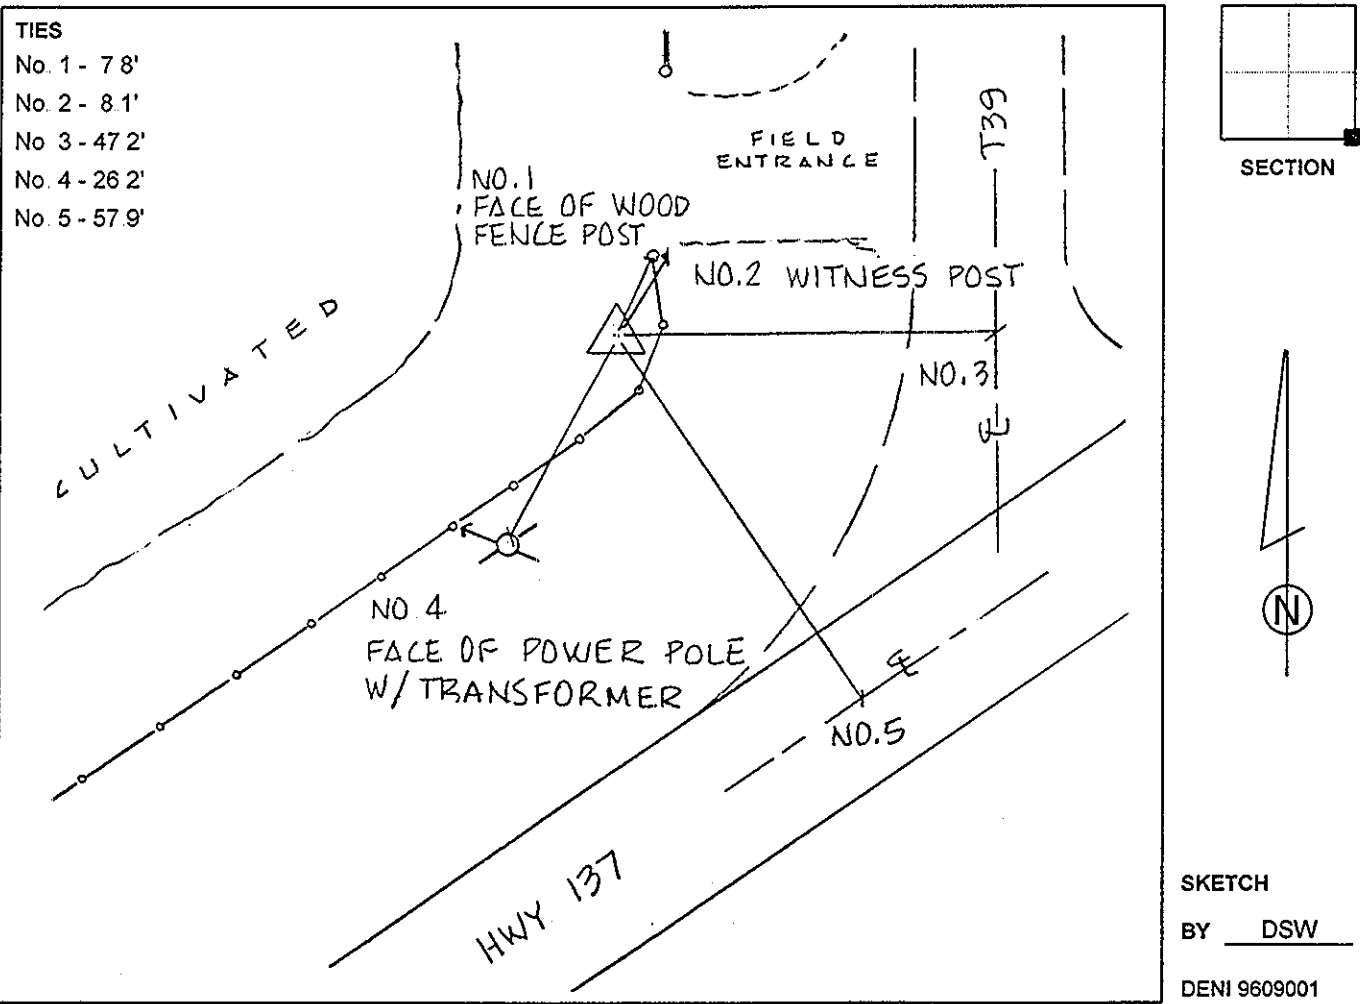 TIES
No. 1 - 7 8'
No. 2 - 8.1'
No 3 - 47 2'
No. 4 - 26 2'
No. 5 - 57.9'
FIELD
ENTRANCE
T39
SECTION
NO.1
FACE OF WOOD
FENCE POST
NO.2 WITNESS POST
CULTIVATED
NO.3
℄
N
NO. 4
FACE OF POWER POLE
W/ TRANSFORMER
℄
NO.5
HWY. 137
SKETCH
BY DSW
DENI 9609001